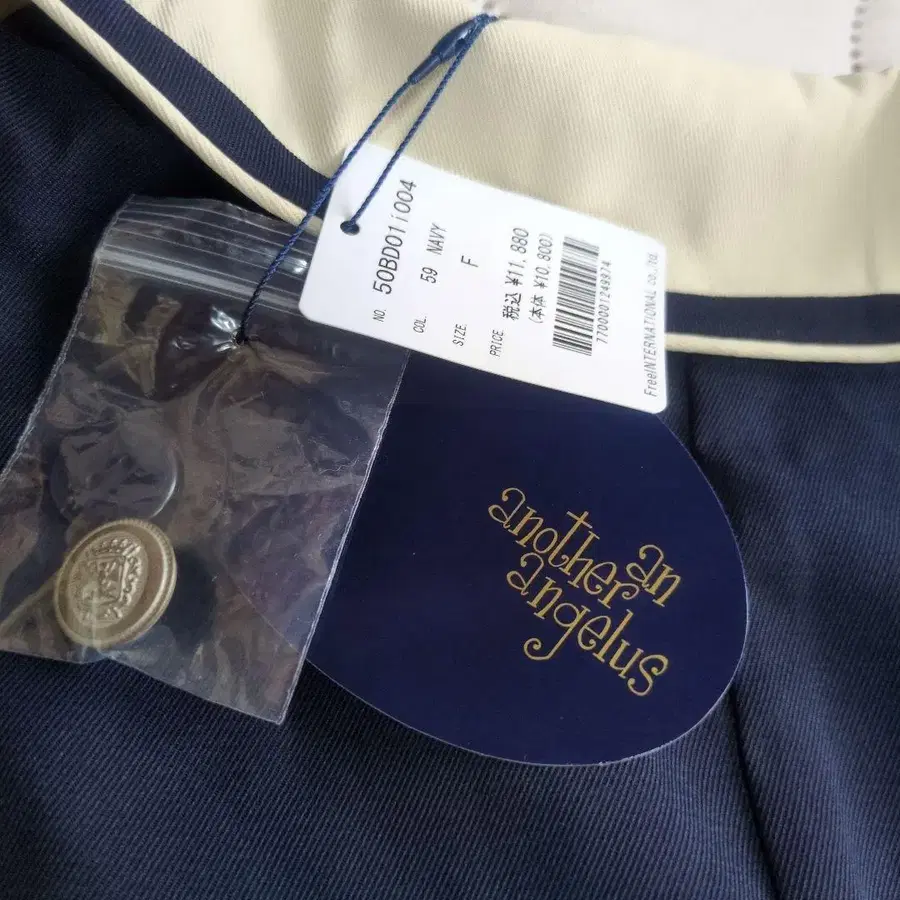 NO. 50BD01i004
COL. 59 NAVY
SIZE F
PRICE 税込 ¥11,880
(本体 ¥10,800)
7700001249874
FreeINTERNATIONAL co.,ltd.
an
another
angelus